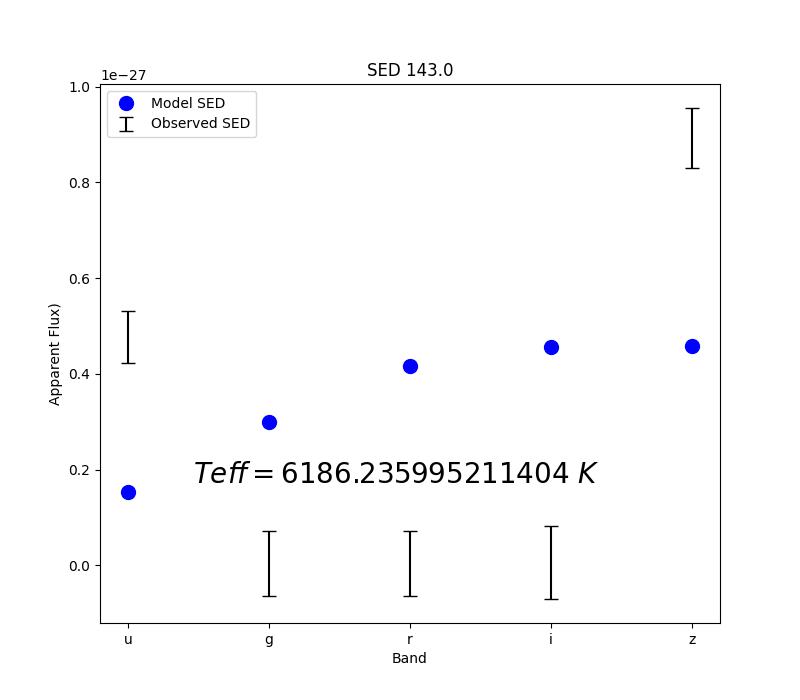 SED 143.0
1e−27
1.0
0.8
0.6
0.4
0.2
0.0
Apparent Flux)
Model SED
Observed SED
Teff = 6186.235995211404 K
u g r i z
Band